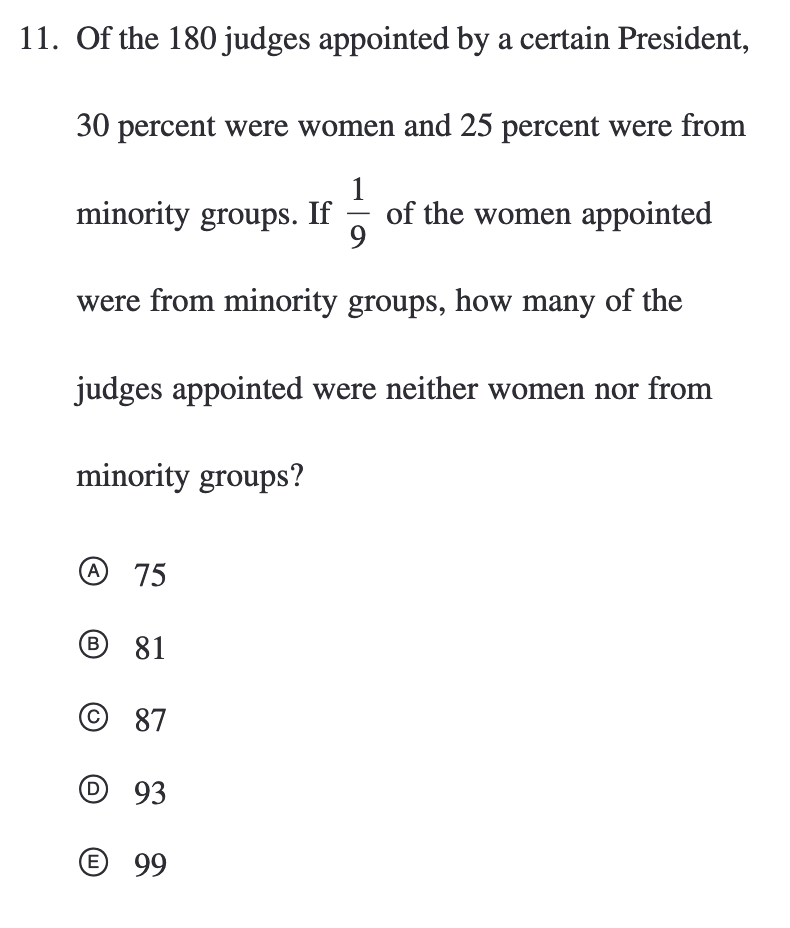 11. Of the 180 judges appointed by a certain President,
30 percent were women and 25 percent were from
minority groups. If 1/9 of the women appointed
were from minority groups, how many of the
judges appointed were neither women nor from
minority groups?
Ⓐ 75
Ⓑ 81
Ⓒ 87
Ⓓ 93
Ⓔ 99